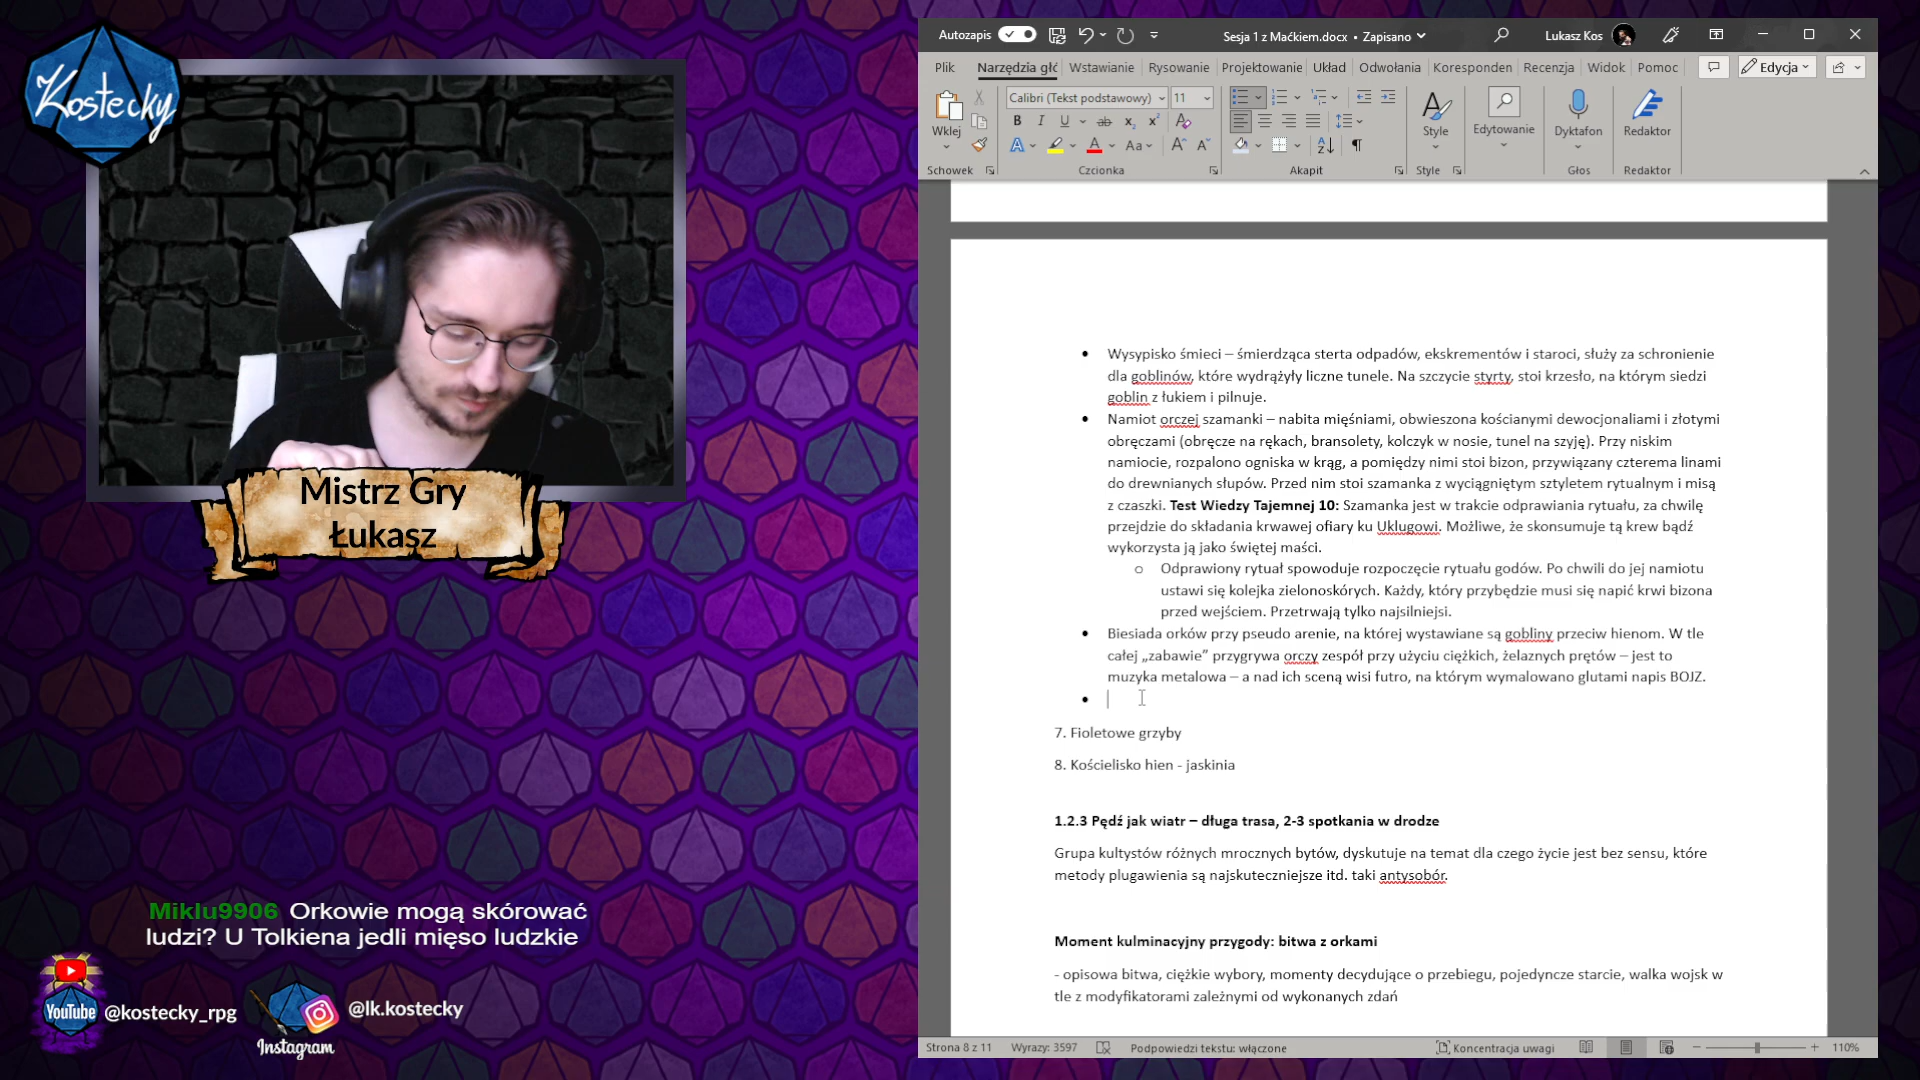 Kostecky
Mistrz Gry
Łukasz
Miklu9906 Orkowie mogą skórować
ludzi? U Tolkiena jedli mięso ludzkie
YouTube @kostecky_rpg
Instagram @lk.kostecky
Autozapis
Sesja 1 z Maćkiem.docx • Zapisano
Lukasz Kos
Plik Narzędzia głó Wstawianie Rysowanie Projektowanie Układ Odwołania Koresponden Recenzja Widok Pomoc Edycja
Calibri (Tekst podstawowy) 11
Wklej
Style
Edytowanie
Dyktafon
Redaktor
Schowek Czcionka Akapit Style Głos Redaktor
• Wysypisko śmieci – śmierdząca sterta odpadów, ekskrementów i staroci, służy za schronienie
dla goblinów, które wydrążyły liczne tunele. Na szczycie styrty, stoi krzesło, na którym siedzi
goblin z łukiem i pilnuje.
• Namiot orczej szamanki – nabita mięśniami, obwieszona kościanymi dewocjonaliami i złotymi
obręczami (obręcze na rękach, bransolety, kolczyk w nosie, tunel na szyję). Przy niskim
namiocie, rozpalono ogniska w krąg, a pomiędzy nimi stoi bizon, przywiązany czterema linami
do drewnianych słupów. Przed nim stoi szamanka z wyciągniętym sztyletem rytualnym i misą
z czaszki. Test Wiedzy Tajemnej 10: Szamanka jest w trakcie odprawiania rytuału, za chwilę
przejdzie do składania krwawej ofiary ku Uklugowi. Możliwe, że skonsumuje tą krew bądź
wykorzysta ją jako świętej maści.
o Odprawiony rytuał spowoduje rozpoczęcie rytuału godów. Po chwili do jej namiotu
ustawi się kolejka zielonoskórych. Każdy, który przybędzie musi się napić krwi bizona
przed wejściem. Przetrwają tylko najsilniejsi.
• Biesiada orków przy pseudo arenie, na której wystawiane są gobliny przeciw hienom. W tle
całej „zabawie” przygrywa orczy zespół przy użyciu ciężkich, żelaznych prętów – jest to
muzyka metalowa – a nad ich sceną wisi futro, na którym wymalowano glutami napis BOJZ.
•
7. Fioletowe grzyby
8. Kościelisko hien - jaskinia
1.2.3 Pędź jak wiatr – długa trasa, 2-3 spotkania w drodze
Grupa kultystów różnych mrocznych bytów, dyskutuje na temat dla czego życie jest bez sensu, które
metody plugawienia są najskuteczniejsze itd. taki antysobór.
Moment kulminacyjny przygody: bitwa z orkami
- opisowa bitwa, ciężkie wybory, momenty decydujące o przebiegu, pojedyncze starcie, walka wojsk w
tle z modyfikatorami zależnymi od wykonanych zdań
Strona 8 z 11 Wyrazy: 3597 Podpowiedzi tekstu: włączone Koncentracja uwagi 110%